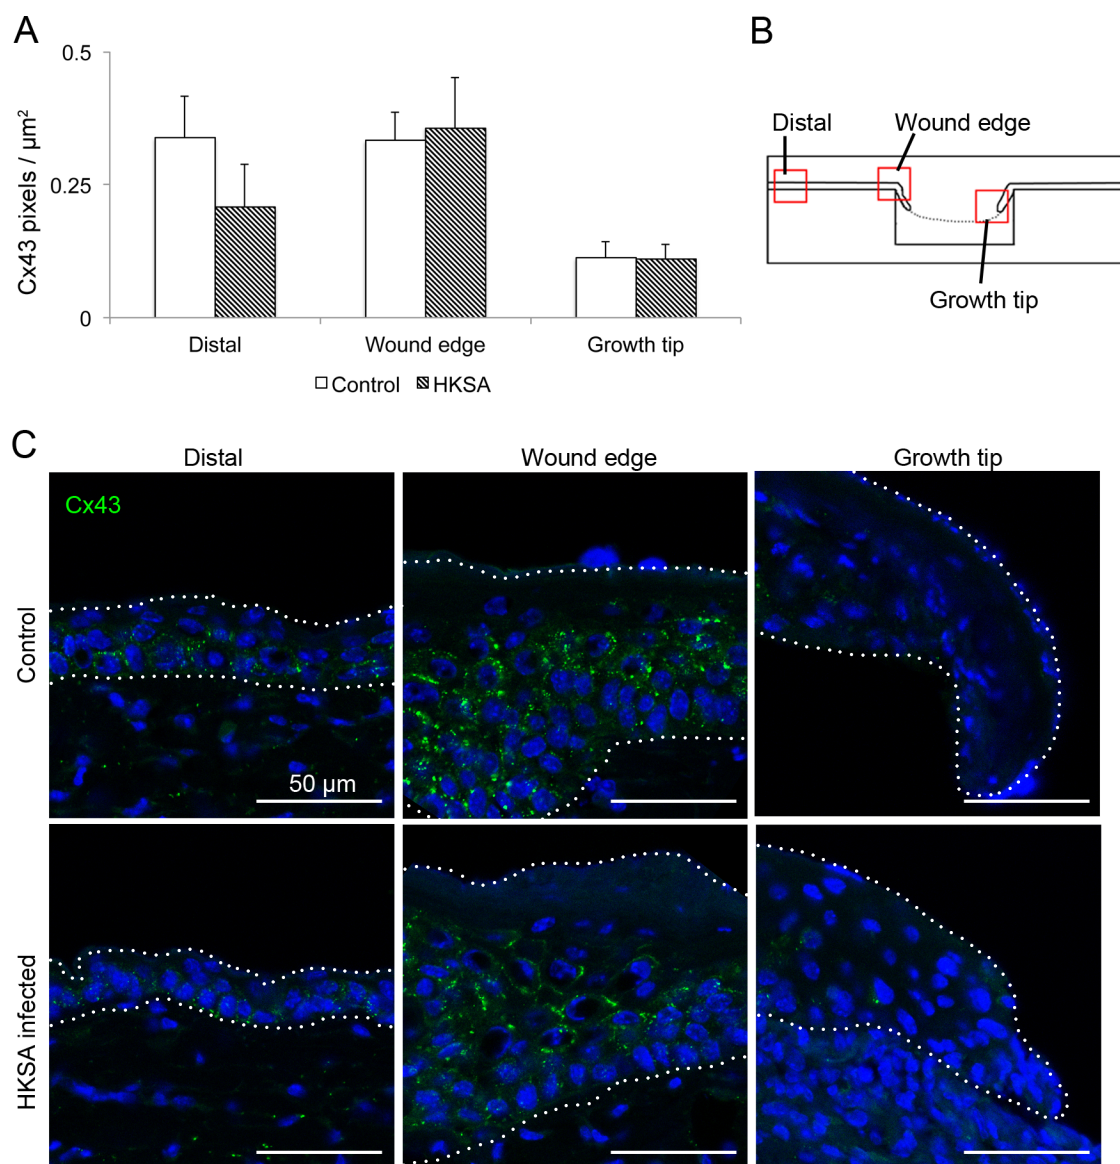 A
0.5
0.25
0
Cx43 pixels / µm²
Distal
Wound edge
Growth tip
Control
HKSA
B
Distal
Wound edge
Growth tip
C
Distal
Wound edge
Growth tip
Control
Cx43
50 µm
HKSA infected